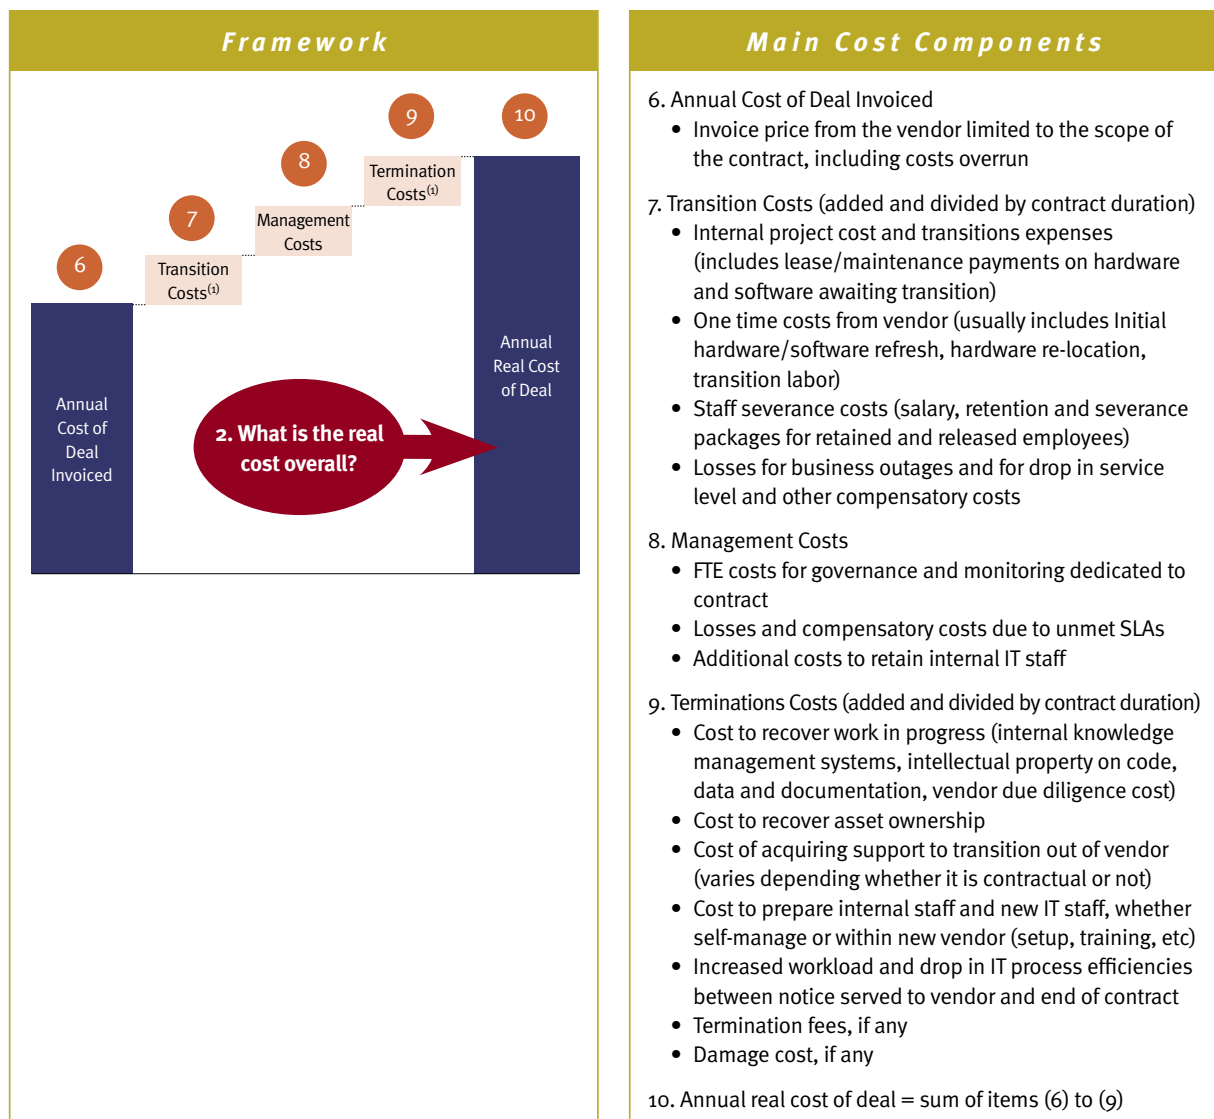 Framework
6
7
8
9
10
Annual
Cost of
Deal
Invoiced
Transition
Costs(1)
Management
Costs
Termination
Costs(1)
Annual
Real Cost
of Deal
2. What is the real
cost overall?
Main Cost Components
6. Annual Cost of Deal Invoiced
• Invoice price from the vendor limited to the scope of
the contract, including costs overrun
7. Transition Costs (added and divided by contract duration)
• Internal project cost and transitions expenses
(includes lease/maintenance payments on hardware
and software awaiting transition)
• One time costs from vendor (usually includes Initial
hardware/software refresh, hardware re-location,
transition labor)
• Staff severance costs (salary, retention and severance
packages for retained and released employees)
• Losses for business outages and for drop in service
level and other compensatory costs
8. Management Costs
• FTE costs for governance and monitoring dedicated to
contract
• Losses and compensatory costs due to unmet SLAs
• Additional costs to retain internal IT staff
9. Terminations Costs (added and divided by contract duration)
• Cost to recover work in progress (internal knowledge
management systems, intellectual property on code,
data and documentation, vendor due diligence cost)
• Cost to recover asset ownership
• Cost of acquiring support to transition out of vendor
(varies depending whether it is contractual or not)
• Cost to prepare internal staff and new IT staff, whether
self-manage or within new vendor (setup, training, etc)
• Increased workload and drop in IT process efficiencies
between notice served to vendor and end of contract
• Termination fees, if any
• Damage cost, if any
10. Annual real cost of deal = sum of items (6) to (9)